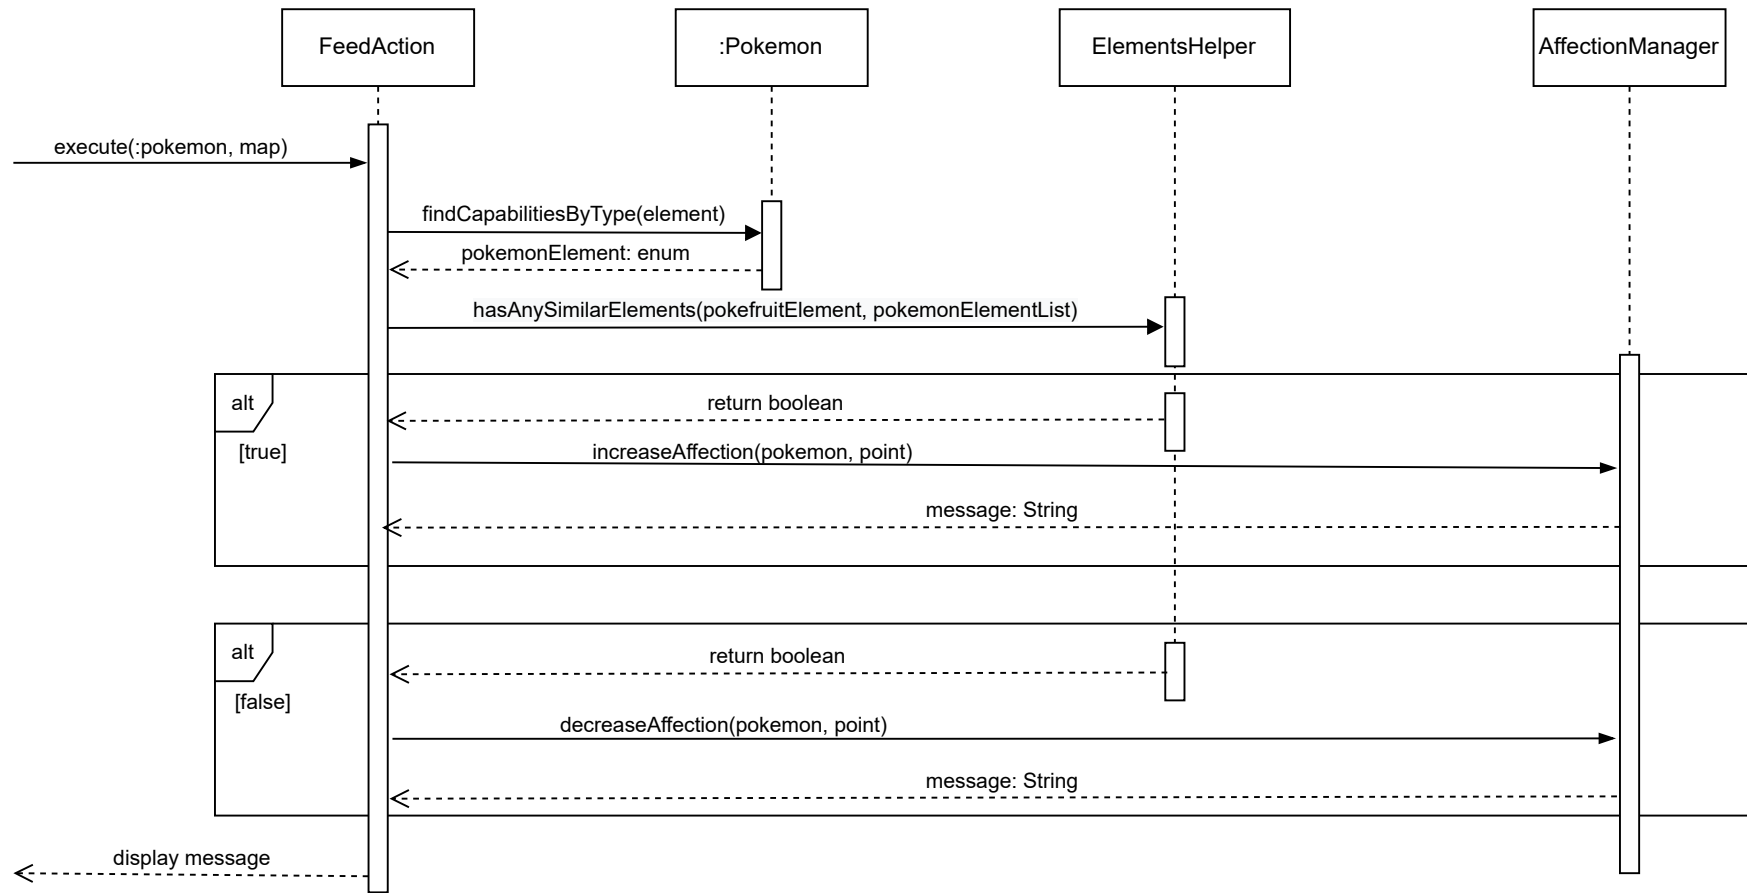 FeedAction
:Pokemon
ElementsHelper
AffectionManager
execute(:pokemon, map)
findCapabilitiesByType(element)
pokemonElement: enum
hasAnySimilarElements(pokefruitElement, pokemonElementList)
alt
return boolean
[true]
increaseAffection(pokemon, point)
message: String
alt
return boolean
[false]
decreaseAffection(pokemon, point)
message: String
display message